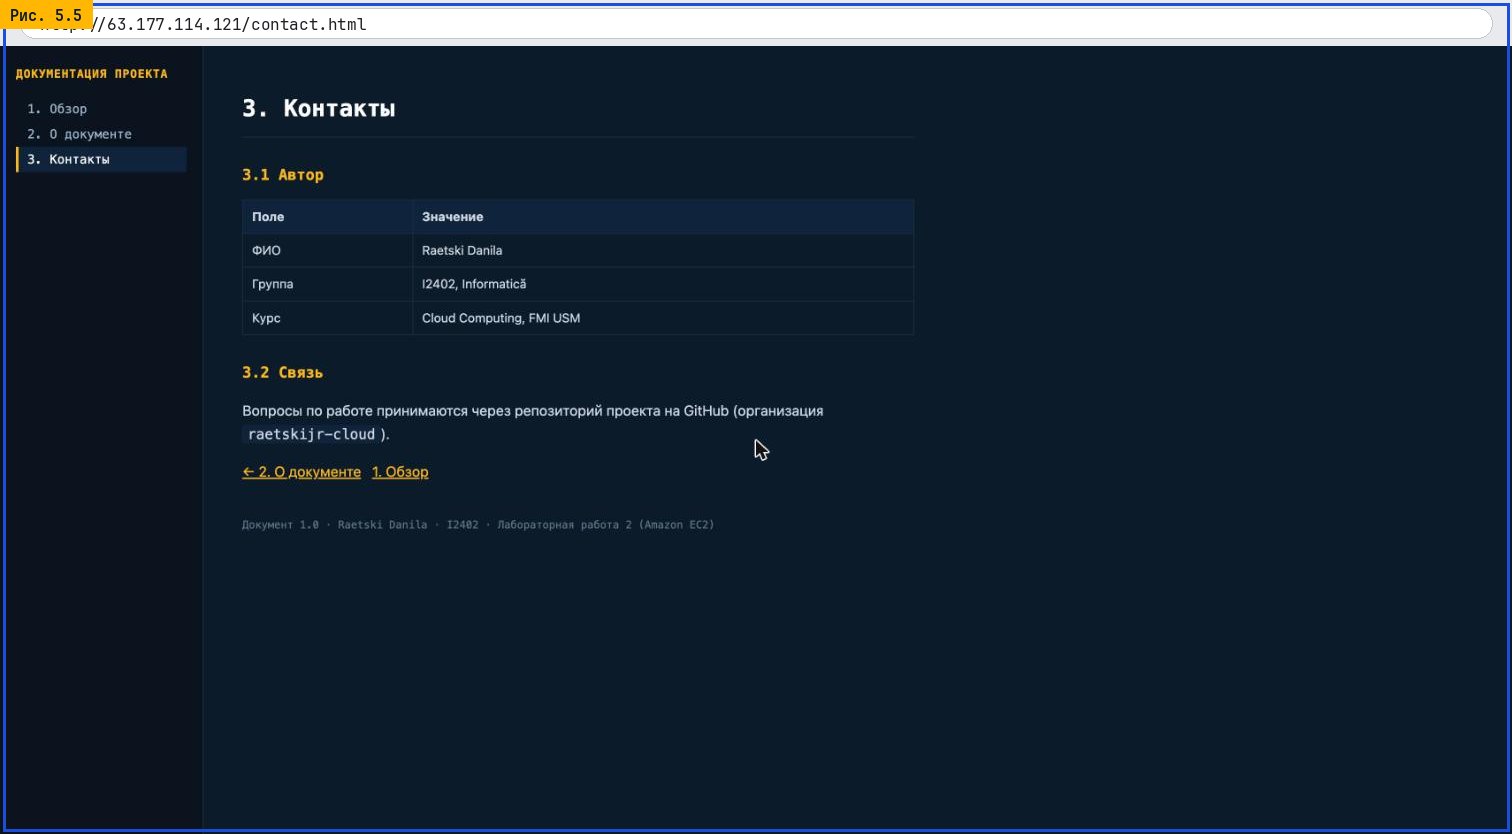 Рис. 5.5
//63.177.114.121/contact.html
ДОКУМЕНТАЦИЯ ПРОЕКТА
1. Обзор
2. О документе
3. Контакты
3. Контакты
3.1 Автор
Поле Значение
ФИО Raetski Danila
Группа I2402, Informatică
Курс Cloud Computing, FMI USM
3.2 Связь
Вопросы по работе принимаются через репозиторий проекта на GitHub (организация
raetskijr-cloud ).
← 2. О документе 1. Обзор
Документ 1.0 · Raetski Danila · I2402 · Лабораторная работа 2 (Amazon EC2)